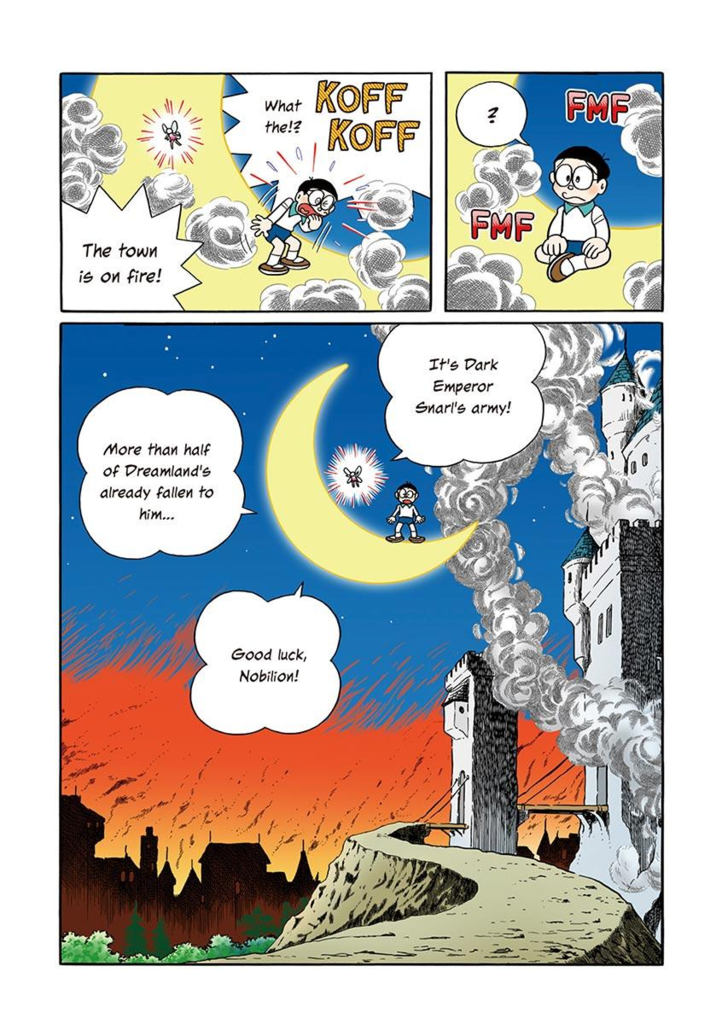 What
the!?
KOFF
KOFF
The town
is on fire!
?
FMF
FMF
It's Dark
Emperor
Snarl's army!
More than half
of Dreamland's
already fallen to
him...
Good luck,
Nobilion!